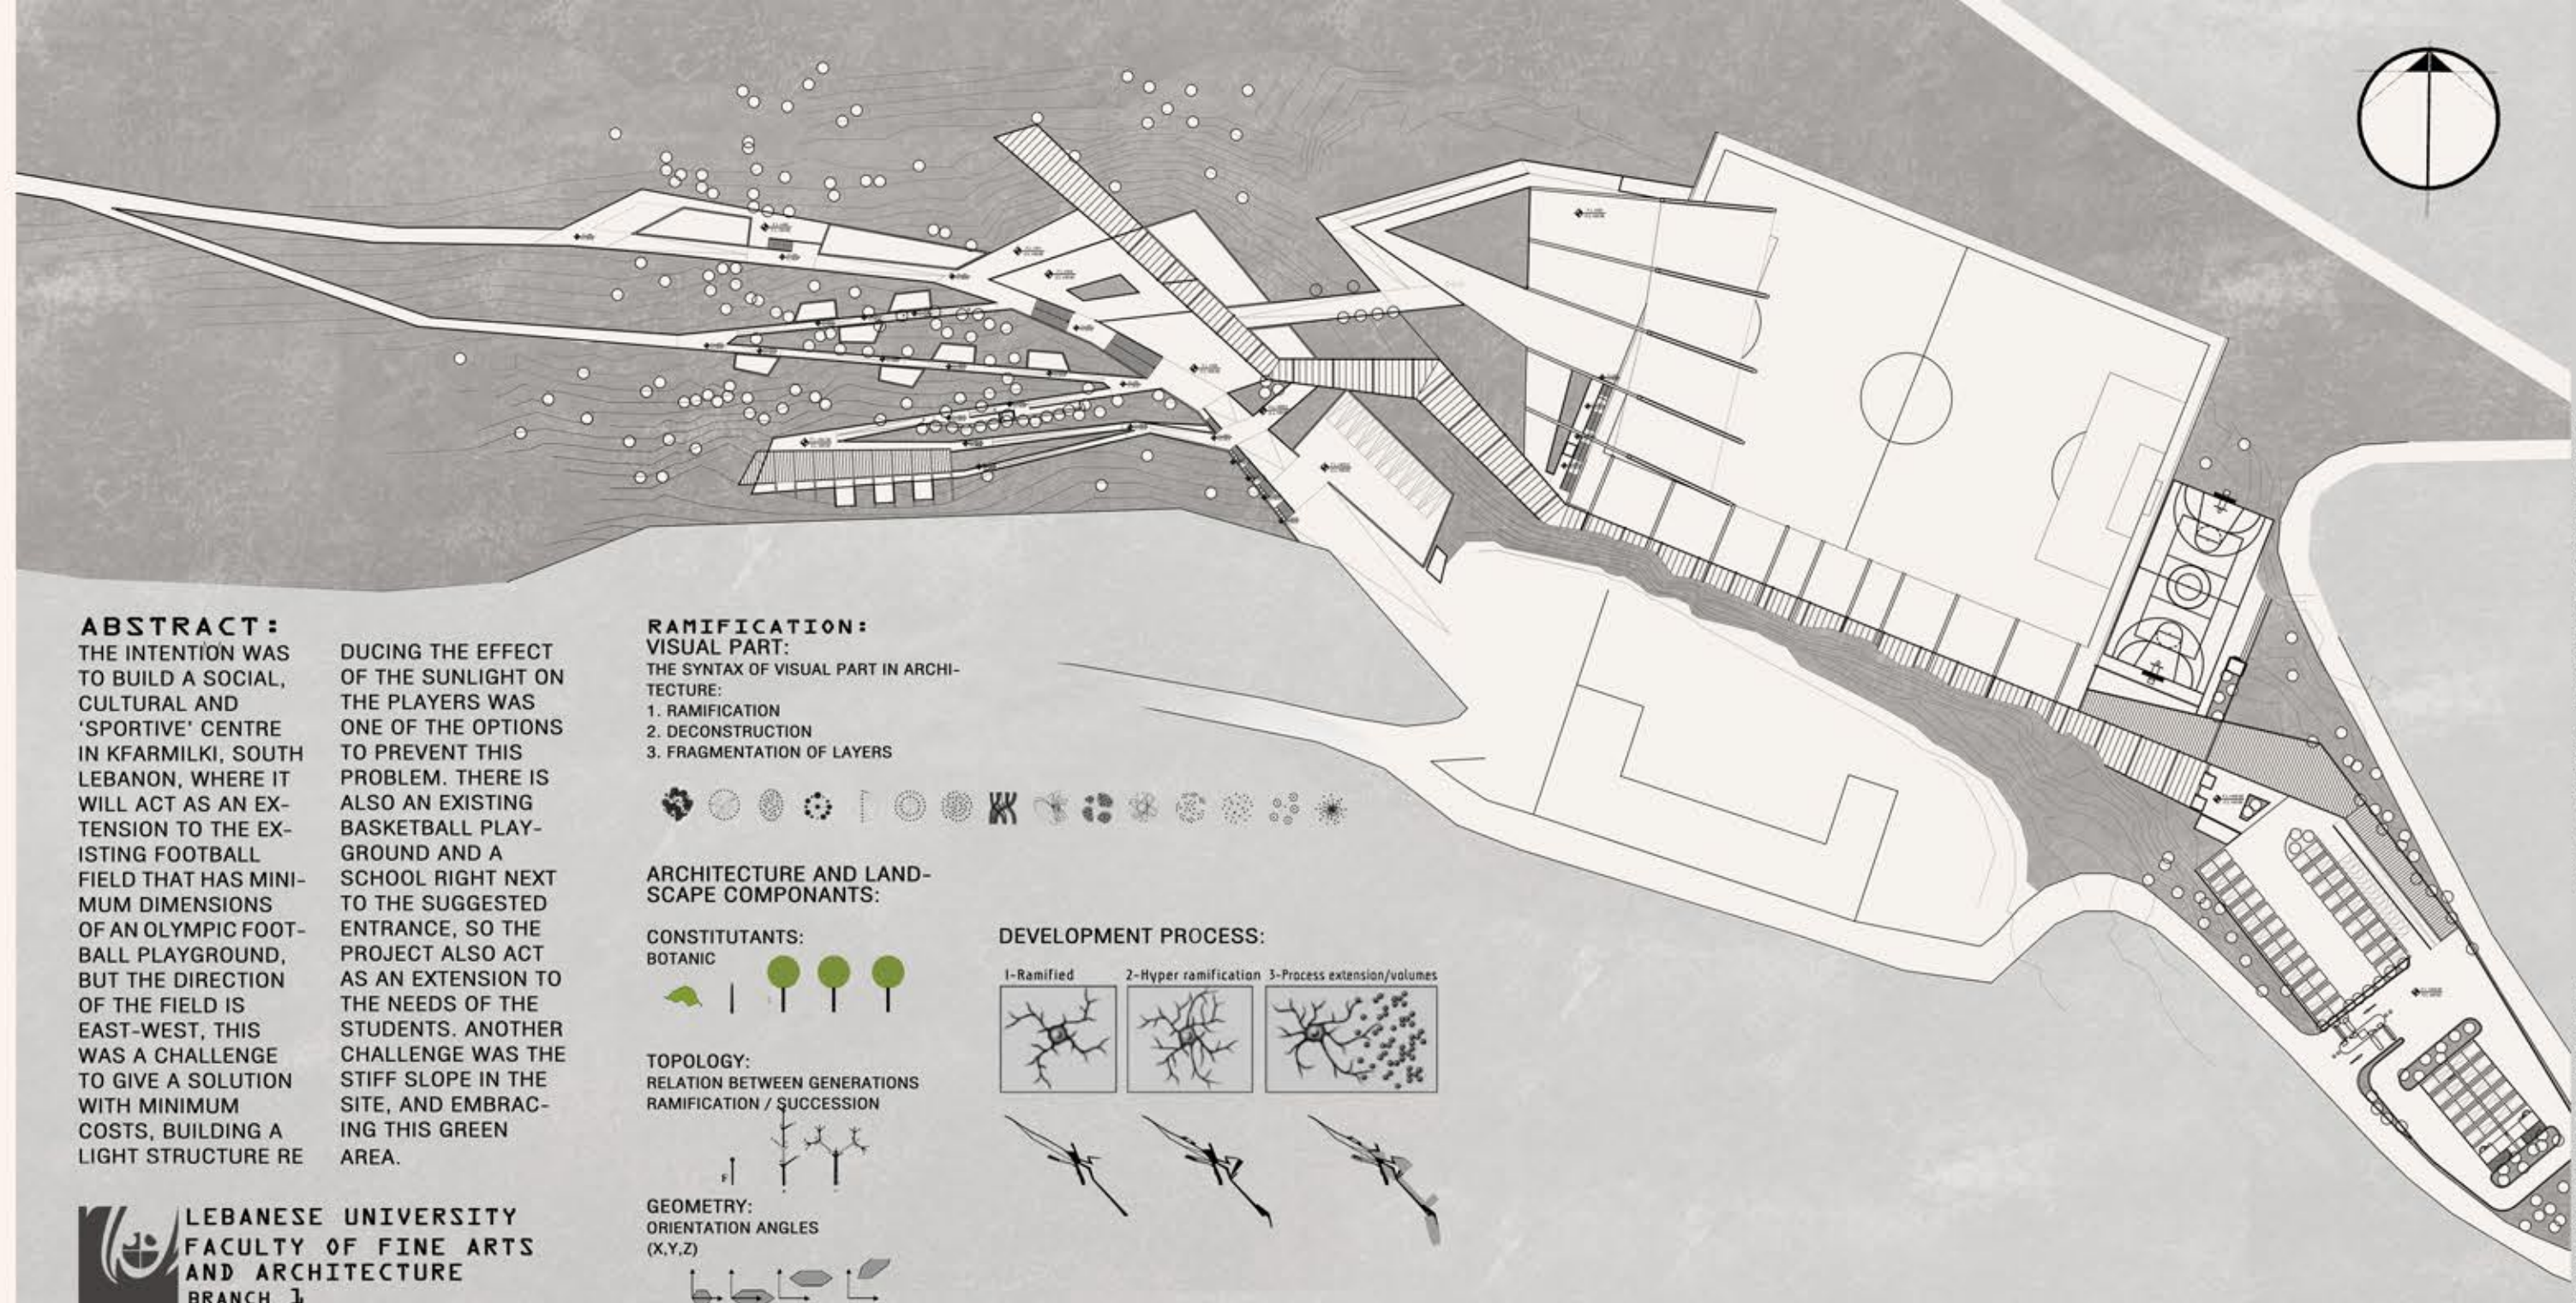 ABSTRACT:
THE INTENTION WAS
TO BUILD A SOCIAL,
CULTURAL AND
‘SPORTIVE’ CENTRE
IN KFARMILKI, SOUTH
LEBANON, WHERE IT
WILL ACT AS AN EX-
TENSION TO THE EX-
ISTING FOOTBALL
FIELD THAT HAS MINI-
MUM DIMENSIONS
OF AN OLYMPIC FOOT-
BALL PLAYGROUND,
BUT THE DIRECTION
OF THE FIELD IS
EAST-WEST, THIS
WAS A CHALLENGE
TO GIVE A SOLUTION
WITH MINIMUM
COSTS, BUILDING A
LIGHT STRUCTURE RE
DUCING THE EFFECT
OF THE SUNLIGHT ON
THE PLAYERS WAS
ONE OF THE OPTIONS
TO PREVENT THIS
PROBLEM. THERE IS
ALSO AN EXISTING
BASKETBALL PLAY-
GROUND AND A
SCHOOL RIGHT NEXT
TO THE SUGGESTED
ENTRANCE, SO THE
PROJECT ALSO ACT
AS AN EXTENSION TO
THE NEEDS OF THE
STUDENTS. ANOTHER
CHALLENGE WAS THE
STIFF SLOPE IN THE
SITE, AND EMBRAC-
ING THIS GREEN
AREA.
LEBANESE UNIVERSITY
FACULTY OF FINE ARTS
AND ARCHITECTURE
BRANCH 1
RAMIFICATION:
VISUAL PART:
THE SYNTAX OF VISUAL PART IN ARCHI-
TECTURE:
1. RAMIFICATION
2. DECONSTRUCTION
3. FRAGMENTATION OF LAYERS
ARCHITECTURE AND LAND-
SCAPE COMPONANTS:
CONSTITUTANTS:
BOTANIC
TOPOLOGY:
RELATION BETWEEN GENERATIONS
RAMIFICATION / SUCCESSION
GEOMETRY:
ORIENTATION ANGLES
(X,Y,Z)
DEVELOPMENT PROCESS:
1-Ramified
2-Hyper ramification
3-Process extension/volumes